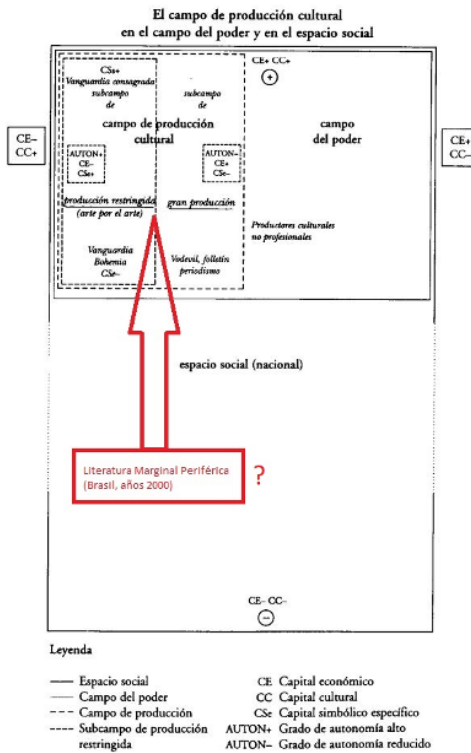 El campo de producción cultural
en el campo del poder y en el espacio social
CSe+
Vanguardia consagrada
subcampo
de
subcampo
de
CE+ CC+
+
campo de producción
cultural
campo
del poder
CE–
CC+
CE+
CC–
AUTON+
CE–
CSe+
AUTON–
CE+
CSe–
producción restringida
(arte por el arte)
gran producción
Productores culturales
no profesionales
Vanguardia
Bohemia
CSe–
Vodevil, folletín
periodismo
espacio social (nacional)
Literatura Marginal Periférica
(Brasil, años 2000)
?
CE– CC–
–
Leyenda
Espacio social
Campo del poder
Campo de producción
Subcampo de producción
restringida
CE Capital económico
CC Capital cultural
CSe Capital simbólico específico
AUTON+ Grado de autonomía alto
AUTON– Grado de autonomía reducido